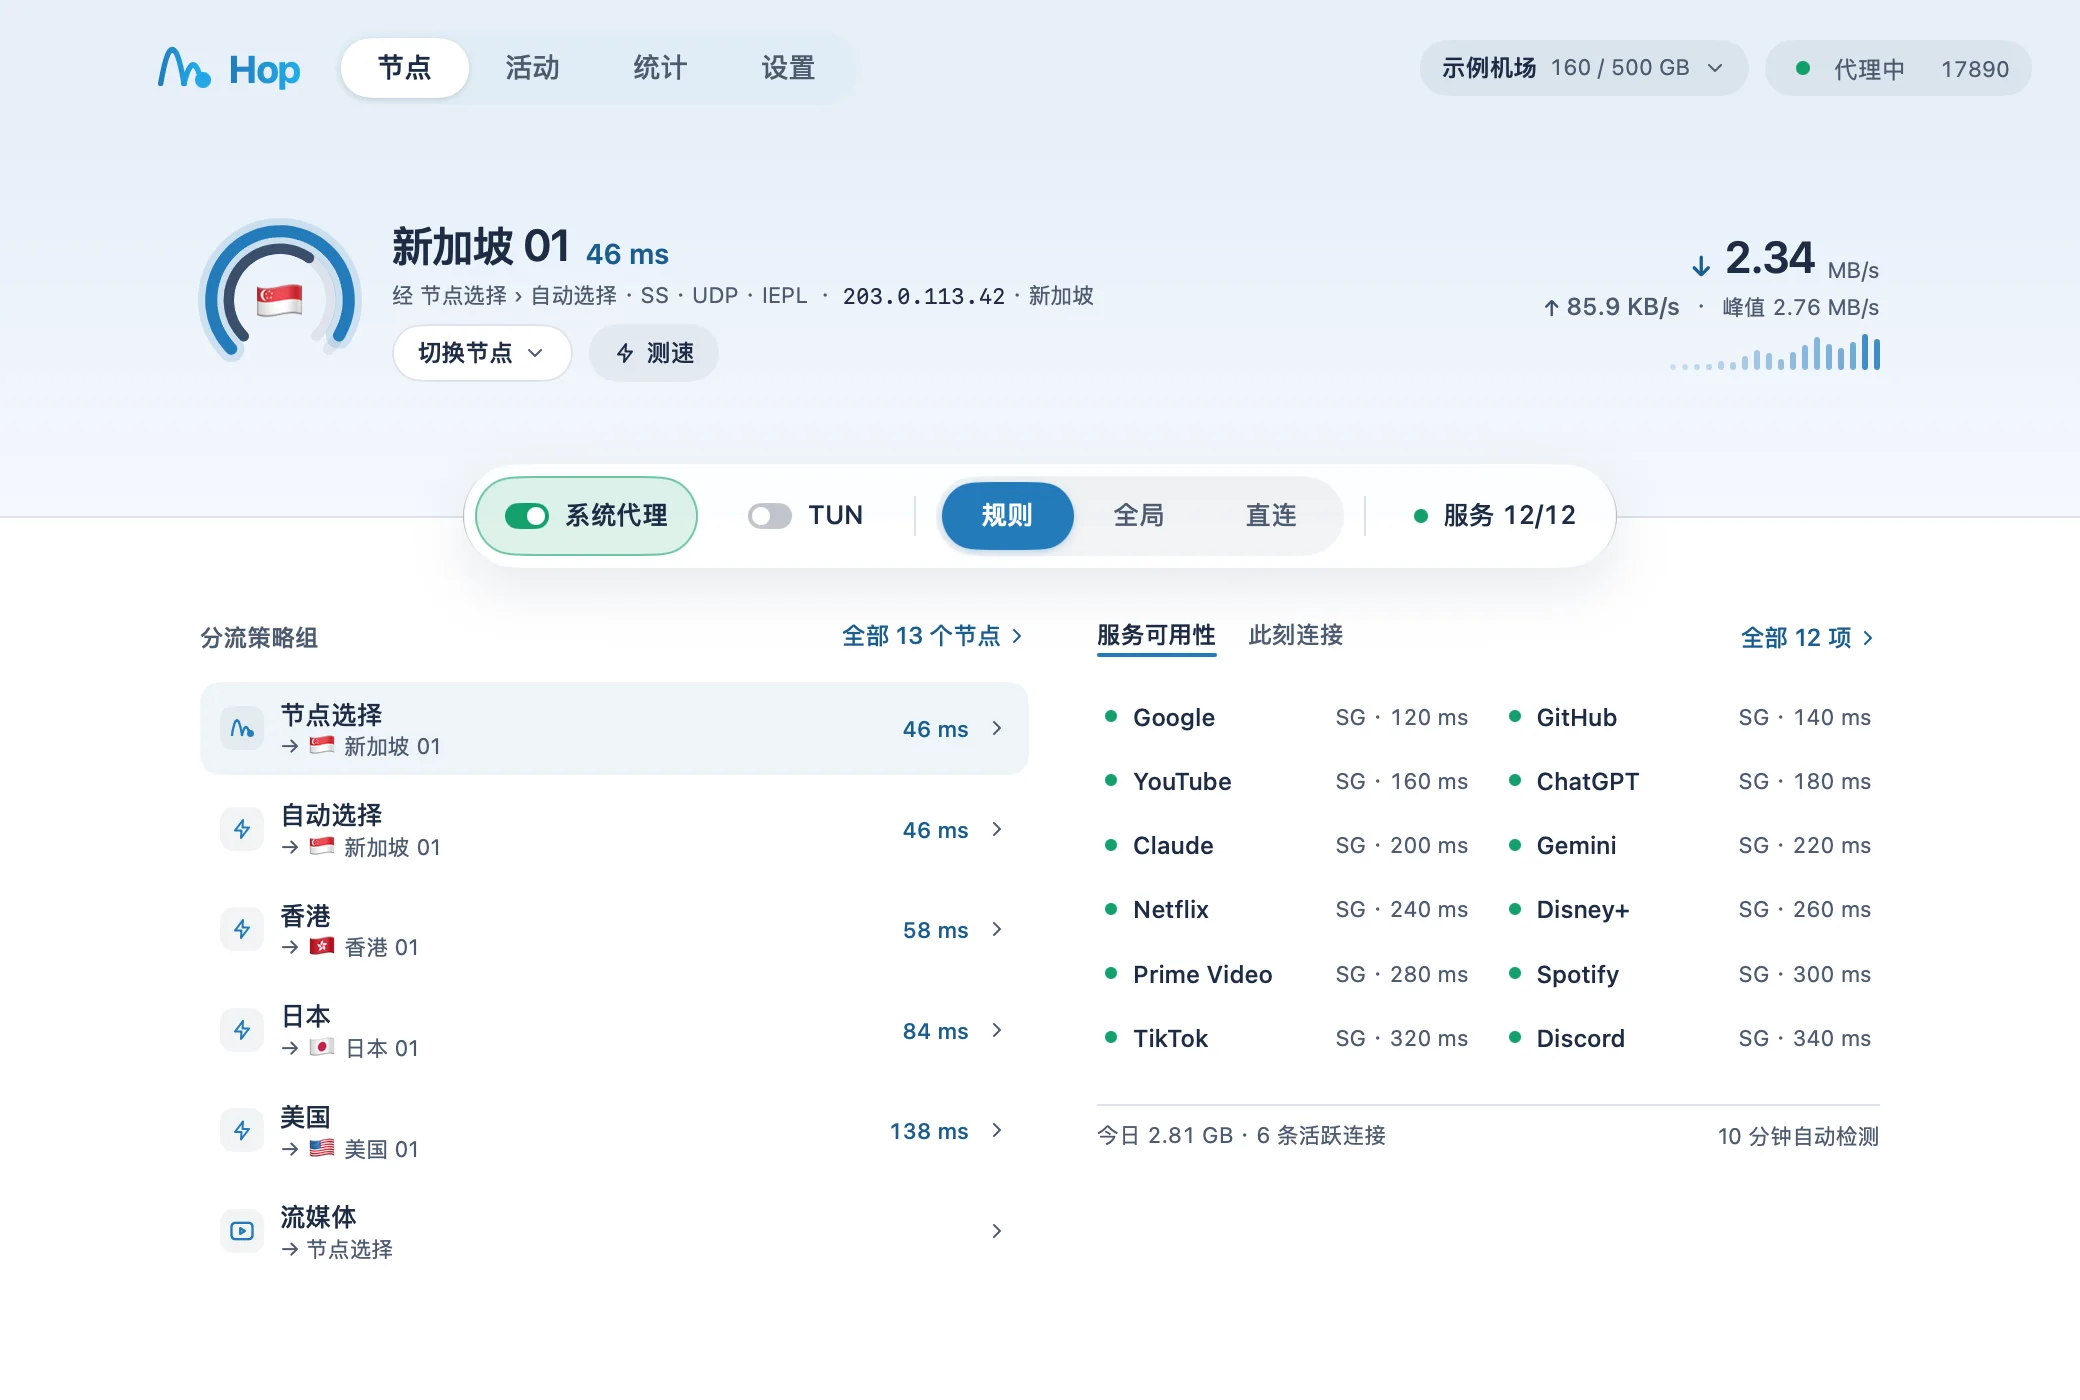 Hop 节点 活动 统计 设置 示例机场 160 / 500 GB 代理中 17890
新加坡 01 46 ms
经 节点选择 › 自动选择 · SS · UDP · IEPL · 203.0.113.42 · 新加坡
切换节点 测速
↓ 2.34 MB/s
↑ 85.9 KB/s · 峰值 2.76 MB/s
系统代理 TUN 规则 全局 直连 服务 12/12
分流策略组 全部 13 个节点 ›
节点选择
→ 🇸🇬 新加坡 01
46 ms
自动选择
→ 🇸🇬 新加坡 01
46 ms
香港
→ 🇭🇰 香港 01
58 ms
日本
→ 🇯🇵 日本 01
84 ms
美国
→ 🇺🇸 美国 01
138 ms
流媒体
→ 节点选择
服务可用性 此刻连接 全部 12 项 ›
Google SG · 120 ms GitHub SG · 140 ms
YouTube SG · 160 ms ChatGPT SG · 180 ms
Claude SG · 200 ms Gemini SG · 220 ms
Netflix SG · 240 ms Disney+ SG · 260 ms
Prime Video SG · 280 ms Spotify SG · 300 ms
TikTok SG · 320 ms Discord SG · 340 ms
今日 2.81 GB · 6 条活跃连接 10 分钟自动检测